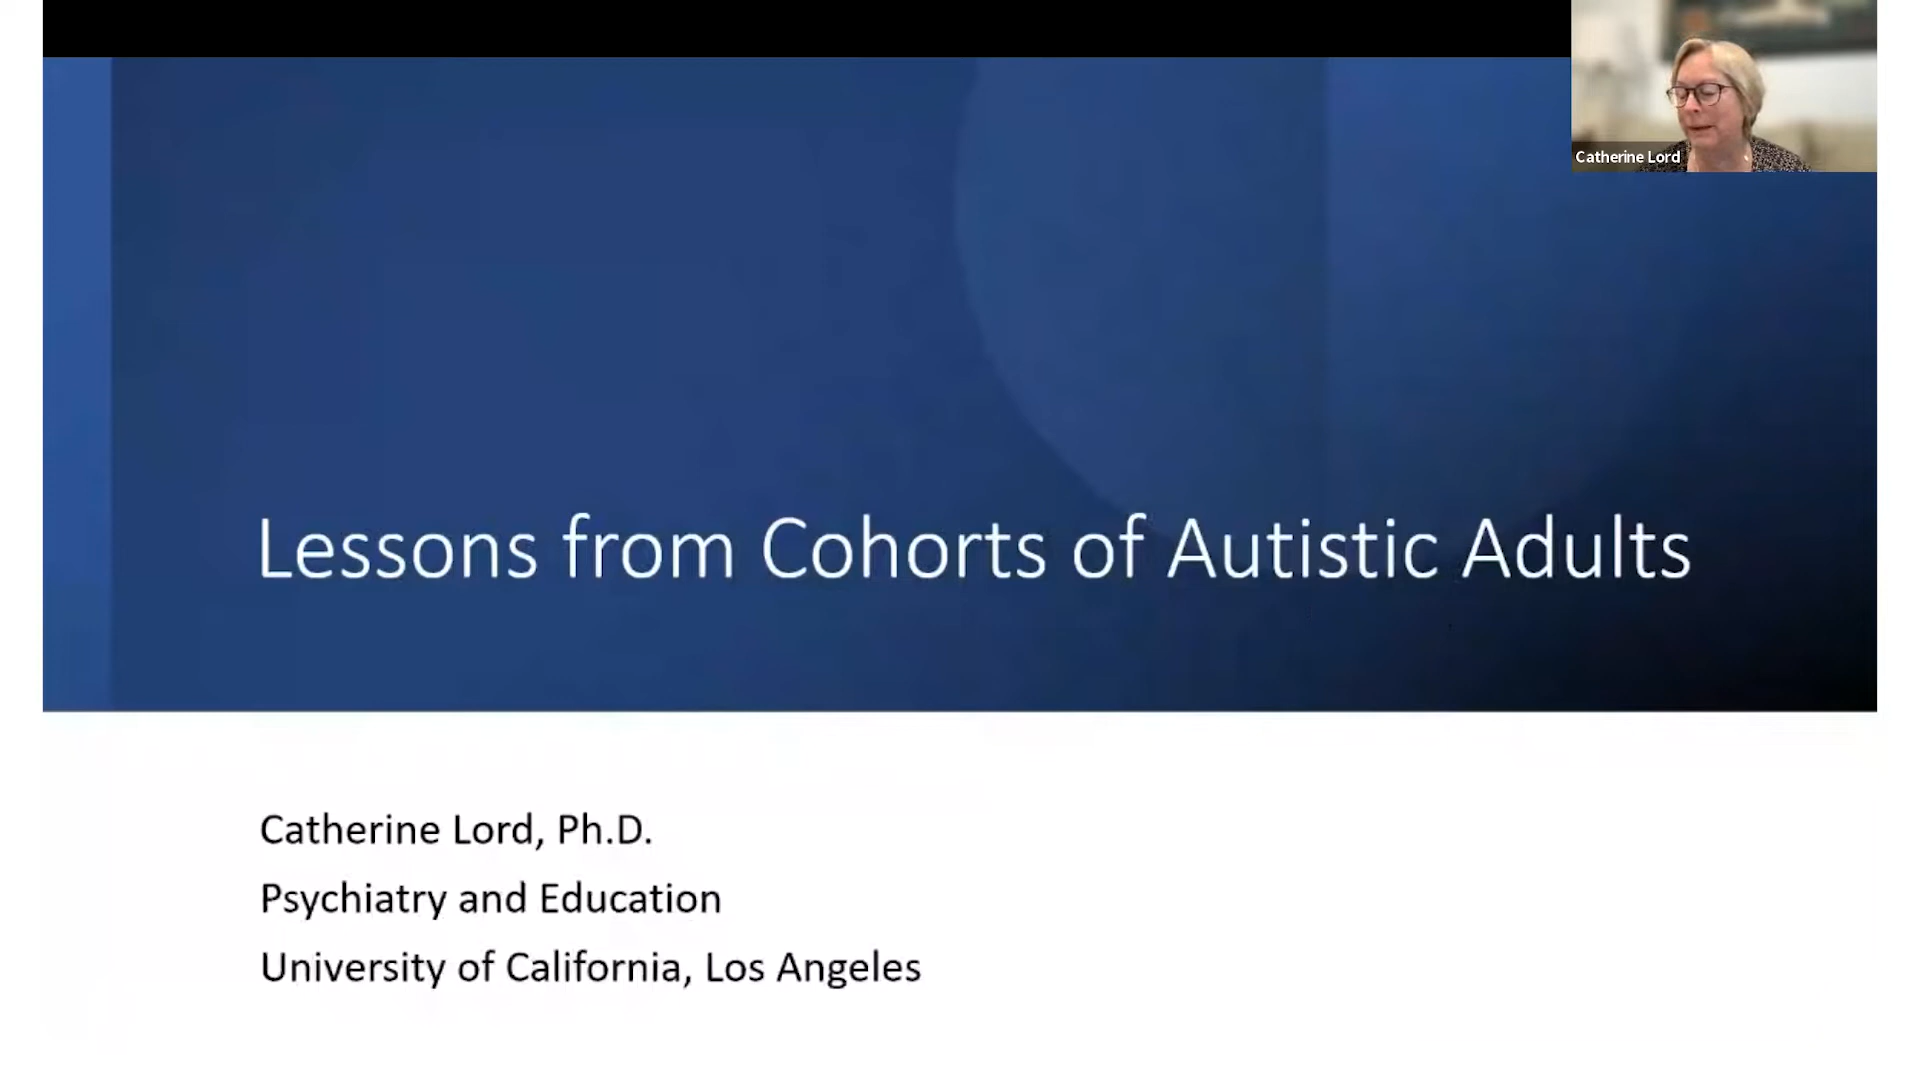 Catherine Lord
Lessons from Cohorts of Autistic Adults
Catherine Lord, Ph.D.
Psychiatry and Education
University of California, Los Angeles